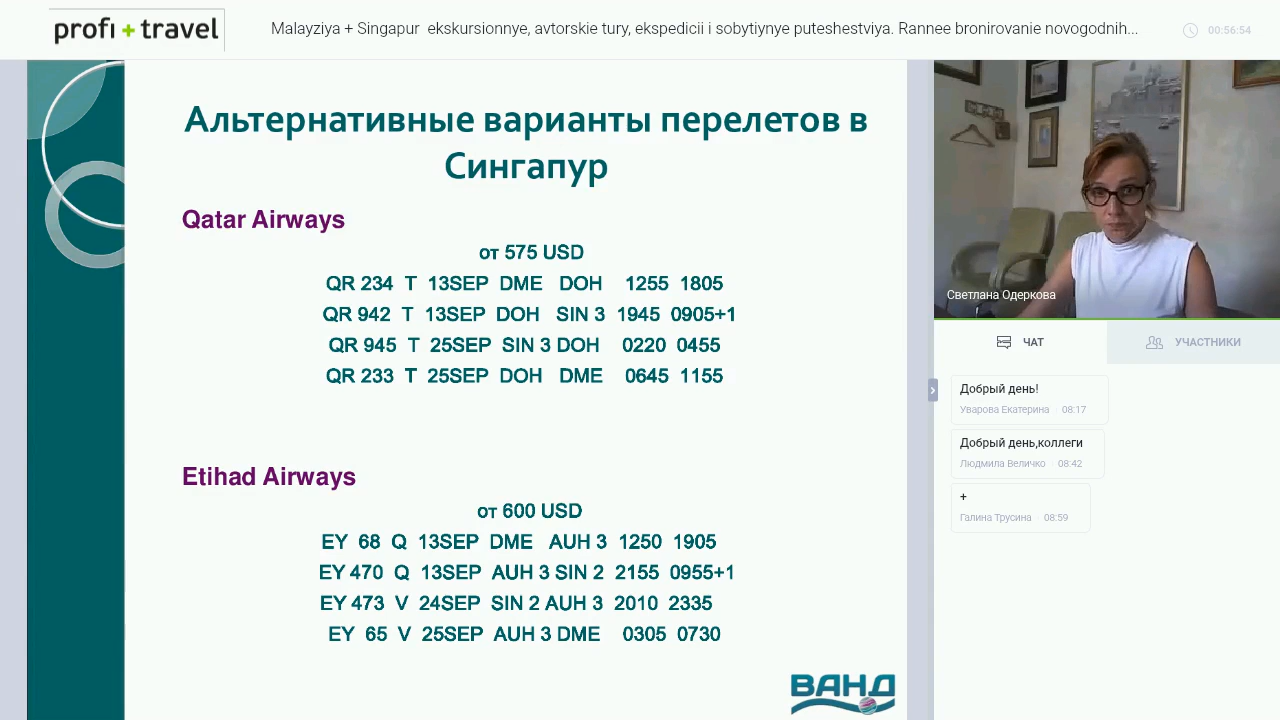 profi + travel
Malayziya + Singapur ekskursionnye, avtorskie tury, ekspedicii i sobytiynye puteshestviya. Rannee bronirovanie novogodnih...
00:56:54
Альтернативные варианты перелетов в
Сингапур
Qatar Airways
от 575 USD
QR 234 T 13SEP DME DOH 1255 1805
QR 942 T 13SEP DOH SIN 3 1945 0905+1
QR 945 T 25SEP SIN 3 DOH 0220 0455
QR 233 T 25SEP DOH DME 0645 1155
Etihad Airways
от 600 USD
EY 68 Q 13SEP DME AUH 3 1250 1905
EY 470 Q 13SEP AUH 3 SIN 2 2155 0955+1
EY 473 V 24SEP SIN 2 AUH 3 2010 2335
EY 65 V 25SEP AUH 3 DME 0305 0730
ВАНД
Светлана Одеркова
ЧАТ
УЧАСТНИКИ
Добрый день!
Уварова Екатерина 08:17
Добрый день,коллеги
Людмила Величко 08:42
+
Галина Трусина 08:59